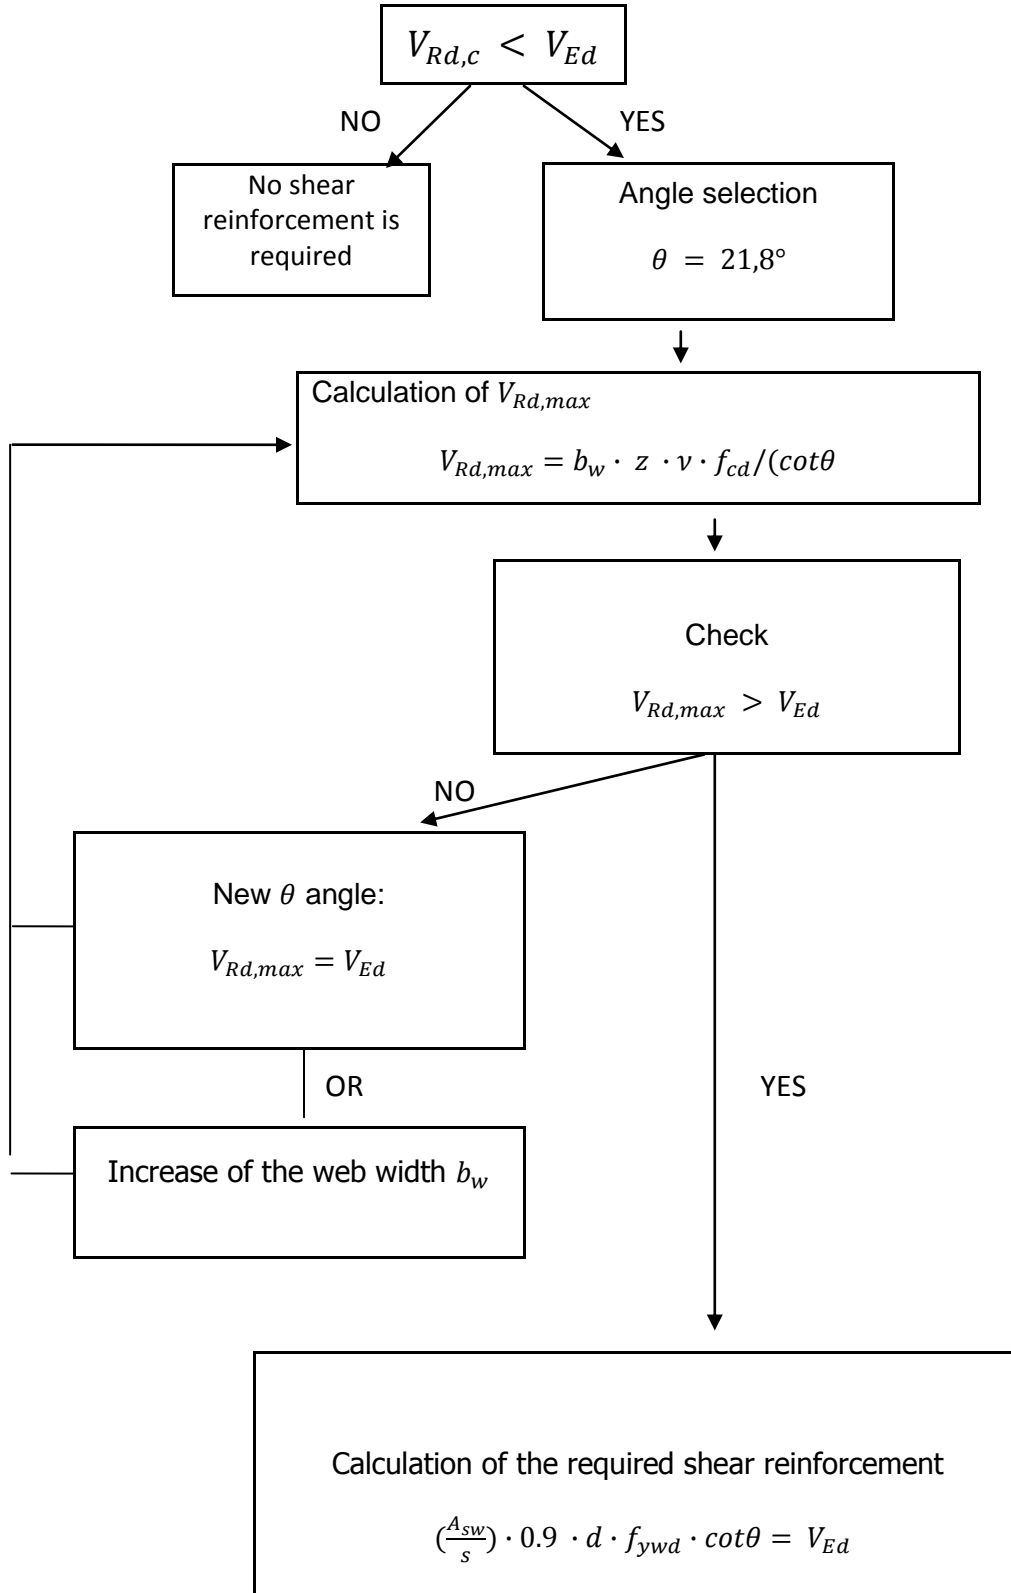 V_{Rd,c} < V_{Ed}
NO
YES
No shear
reinforcement is
required
Angle selection
θ = 21,8°
Calculation of V_{Rd,max}
V_{Rd,max} = b_w · z · ν · f_{cd}/(cotθ
Check
V_{Rd,max} > V_{Ed}
NO
New θ angle:
V_{Rd,max} = V_{Ed}
OR
YES
Increase of the web width b_w
Calculation of the required shear reinforcement
(\frac{A_{sw}}{s}) · 0.9 · d · f_{ywd} · cotθ = V_{Ed}